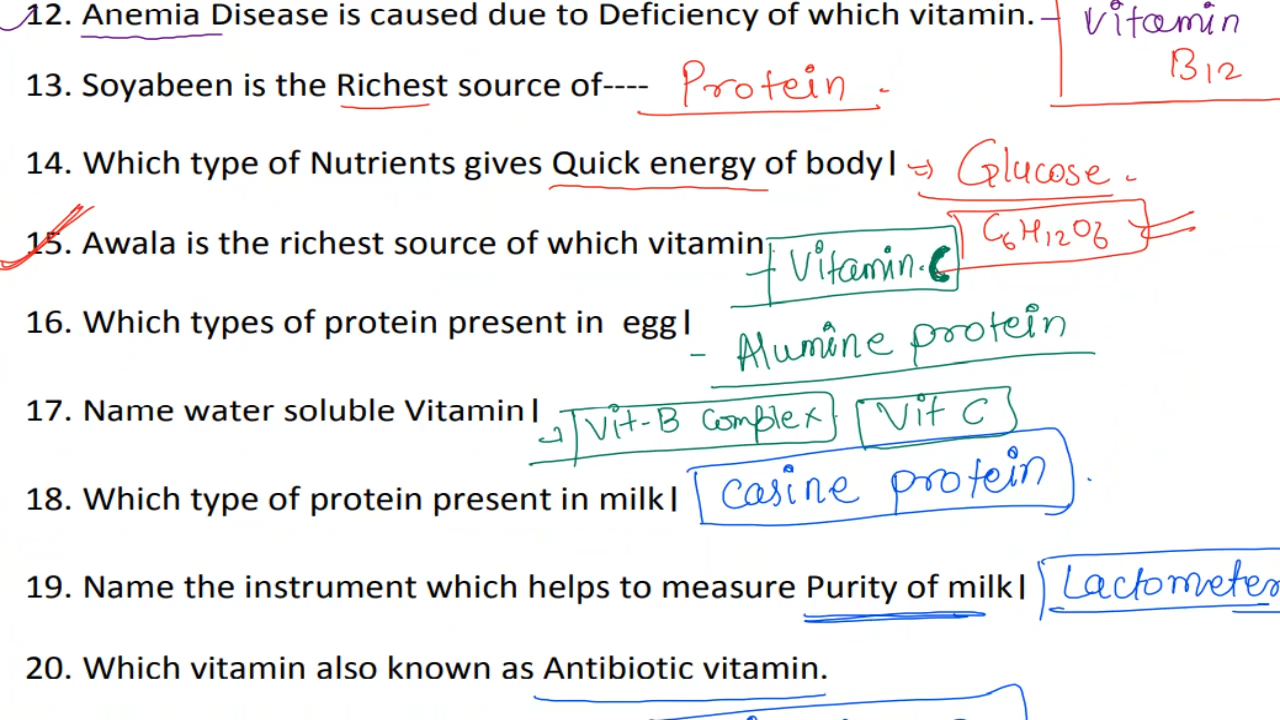 12. Anemia Disease is caused due to Deficiency of which vitamin. - Vitamin
B12
13. Soyabeen is the Richest source of---- Protein.
14. Which type of Nutrients gives Quick energy of body| ⇒ Glucose.
C6H12O6
15. Awala is the richest source of which vitamin - Vitamin.C
16. Which types of protein present in egg|
- Alumine protein
17. Name water soluble Vitamin| → Vit-B Complex Vit C
18. Which type of protein present in milk| Casine protein.
19. Name the instrument which helps to measure Purity of milk| Lactometer
20. Which vitamin also known as Antibiotic vitamin.